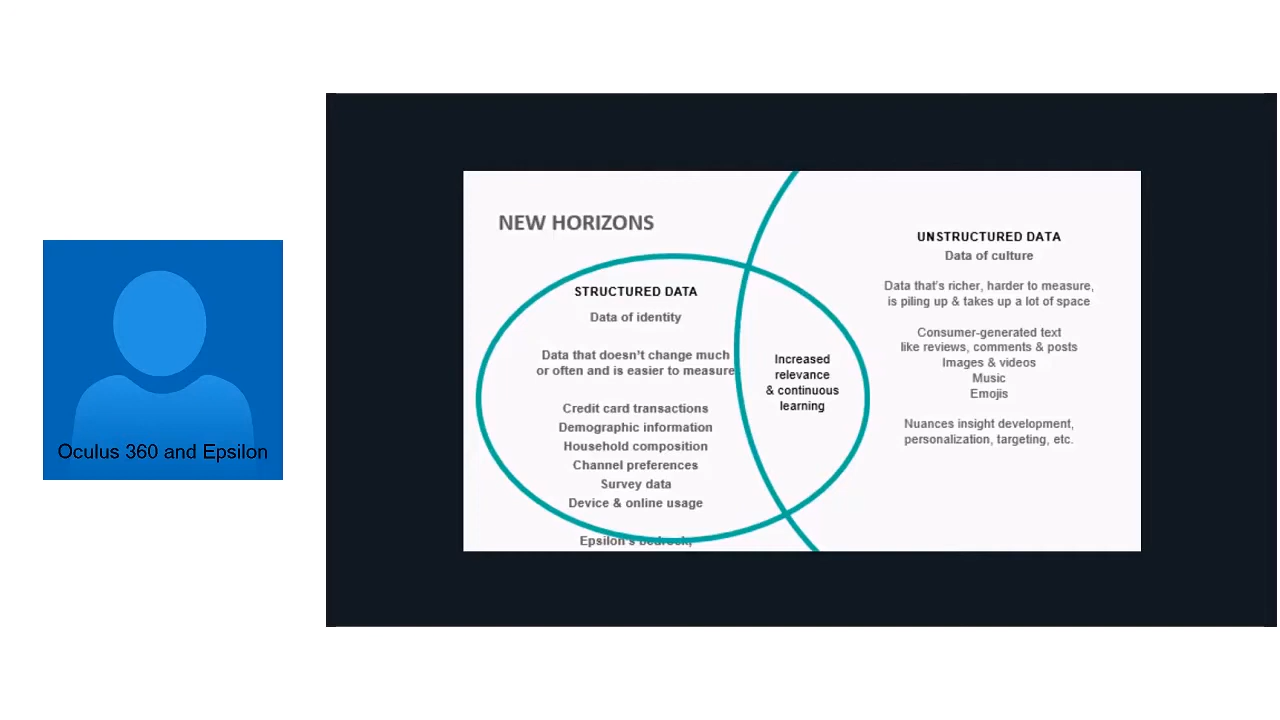 Oculus 360 and Epsilon
NEW HORIZONS
STRUCTURED DATA
Data of identity
Data that doesn't change much
or often and is easier to measure
Credit card transactions
Demographic information
Household composition
Channel preferences
Survey data
Device & online usage
Epsilon's bedrock,
Increased
relevance
& continuous
learning
UNSTRUCTURED DATA
Data of culture
Data that's richer, harder to measure,
is piling up & takes up a lot of space
Consumer-generated text
like reviews, comments & posts
Images & videos
Music
Emojis
Nuances insight development,
personalization, targeting, etc.